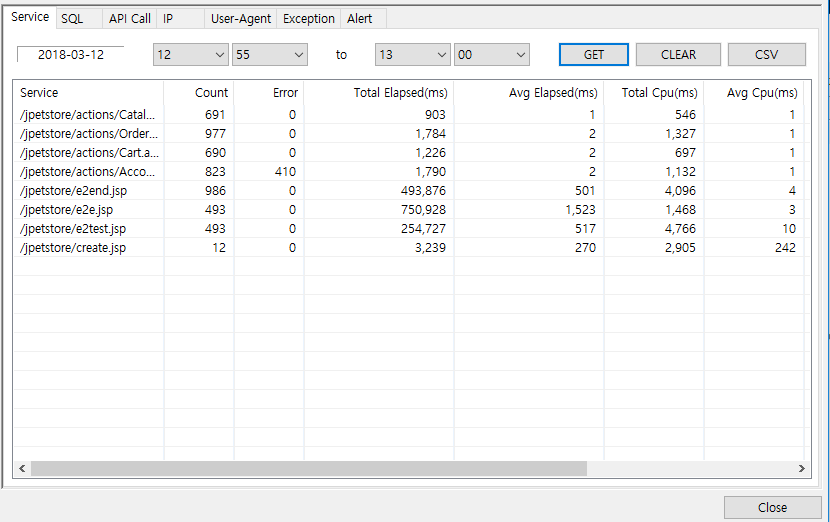 Service SQL API Call IP User-Agent Exception Alert
2018-03-12 12 55 to 13 00 GET CLEAR CSV
Service Count Error Total Elapsed(ms) Avg Elapsed(ms) Total Cpu(ms) Avg Cpu(ms)
/jpetstore/actions/Catal... 691 0 903 1 546 1
/jpetstore/actions/Order... 977 0 1,784 2 1,327 1
/jpetstore/actions/Cart.a... 690 0 1,226 2 697 1
/jpetstore/actions/Acco... 823 410 1,790 2 1,132 1
/jpetstore/e2end.jsp 986 0 493,876 501 4,096 4
/jpetstore/e2e.jsp 493 0 750,928 1,523 1,468 3
/jpetstore/e2test.jsp 493 0 254,727 517 4,766 10
/jpetstore/create.jsp 12 0 3,239 270 2,905 242
Close